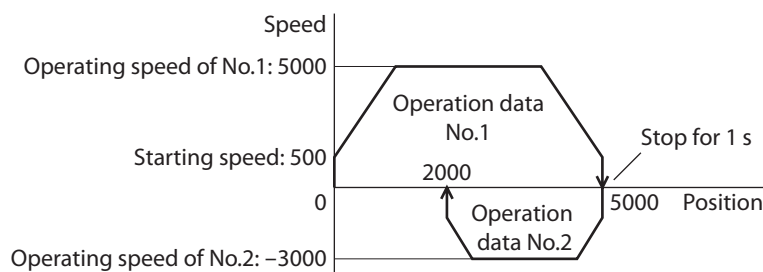 Speed
Operating speed of No.1: 5000
Operation data
No.1
Stop for 1 s
Starting speed: 500
2000
0
5000
Position
Operation
data No.2
Operating speed of No.2: –3000